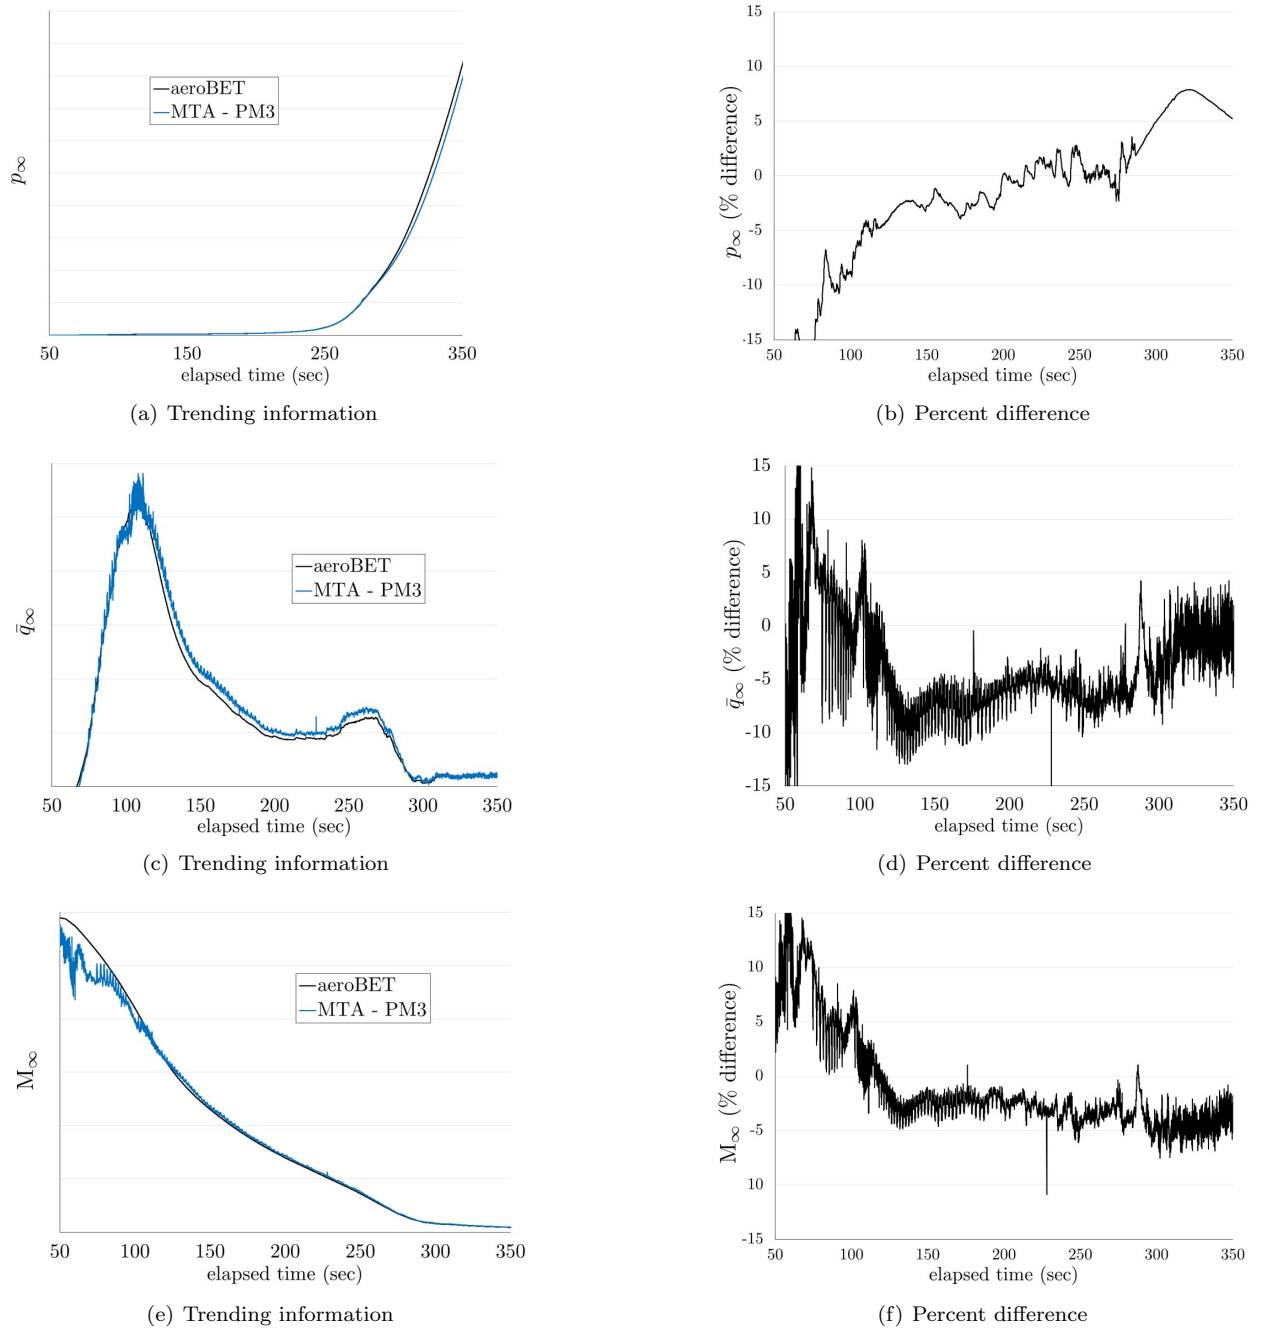 p∞
aeroBET
MTA - PM3
50 150 250 350
elapsed time (sec)
(a) Trending information
p∞ (% difference)
15
10
5
0
-5
-10
-15
50 100 150 200 250 300 350
elapsed time (sec)
(b) Percent difference
q̄∞
aeroBET
MTA - PM3
50 100 150 200 250 300 350
elapsed time (sec)
(c) Trending information
q̄∞ (% difference)
15
10
5
0
-5
-10
-15
50 100 150 200 250 300 350
elapsed time (sec)
(d) Percent difference
M∞
aeroBET
MTA - PM3
50 100 150 200 250 300 350
elapsed time (sec)
(e) Trending information
M∞ (% difference)
15
10
5
0
-5
10
-15
50 100 150 200 250 300 350
elapsed time (sec)
(f) Percent difference